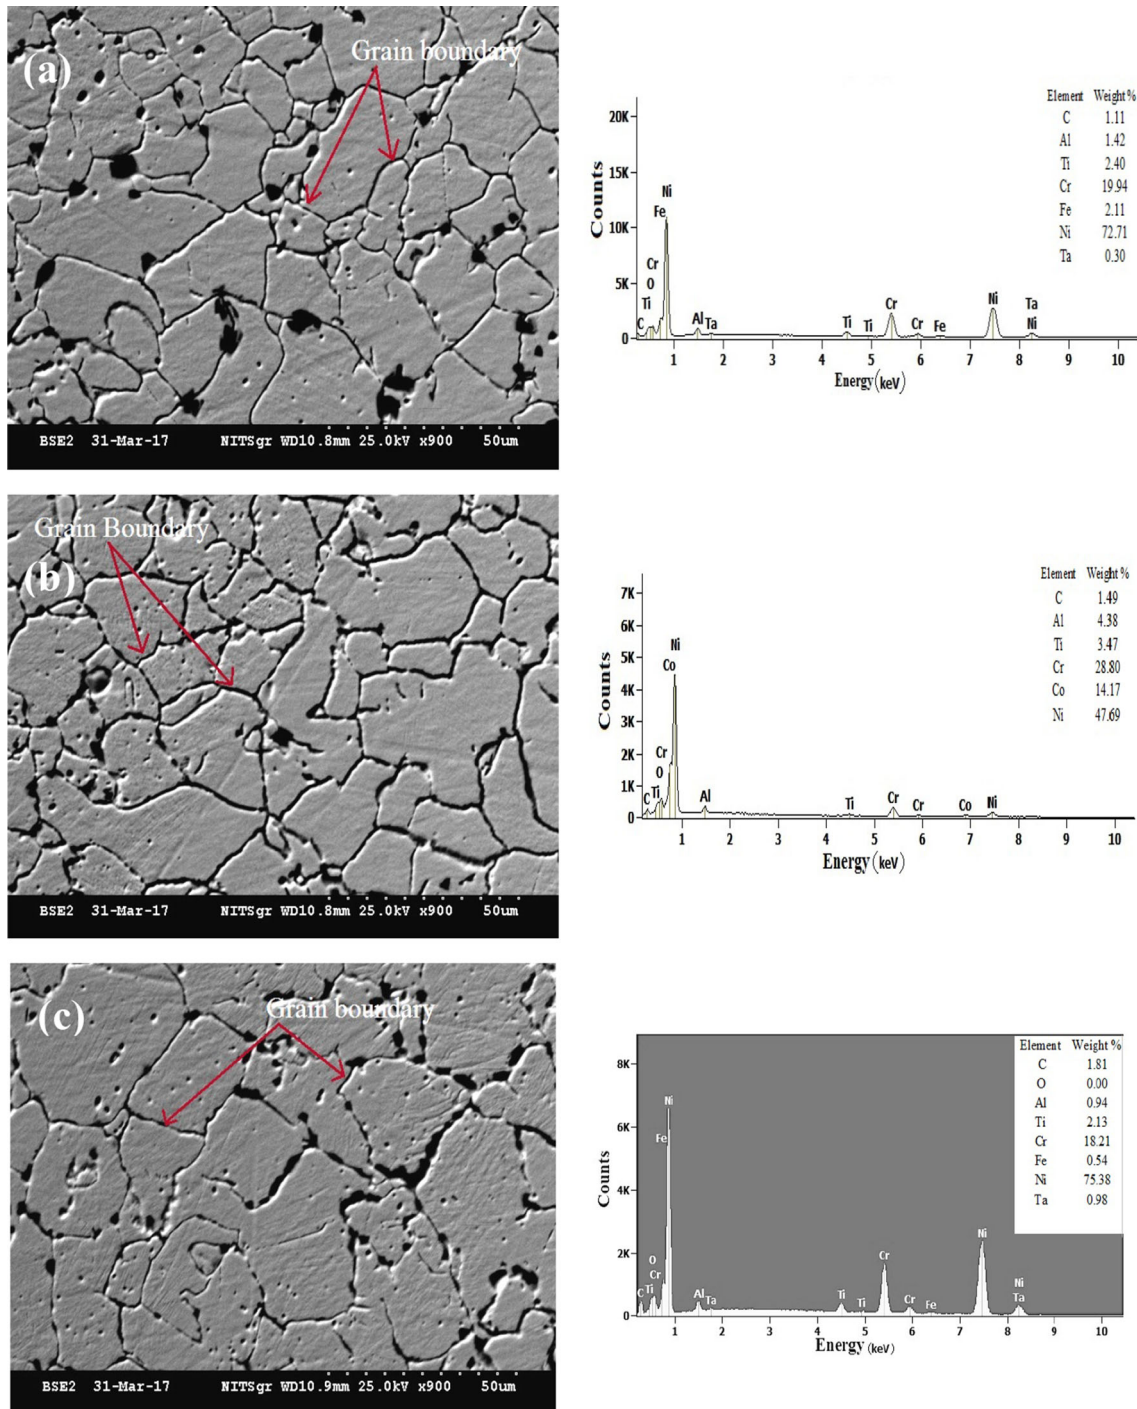 (a)
Grain boundary
BSE2 31-Mar-17 NITSgr WD10.8mm 25.0kV x900 50um
Element Weight %
C 1.11
Al 1.42
Ti 2.40
Cr 19.94
Fe 2.11
Ni 72.71
Ta 0.30
20K
15K
10K
5K
0
Counts
Ni
Fe
Cr
O
Ti
C
Al
Ta
Ti
Ti
Cr
Cr
Fe
Ni
Ta
Ni
1 2 3 4 5 6 7 8 9 10
Energy(keV)
Grain Boundary
(b)
BSE2 31-Mar-17 NITSgr WD10.8mm 25.0kV x900 50um
Element Weight %
C 1.49
Al 4.38
Ti 3.47
Cr 28.80
Co 14.17
Ni 47.69
7K
6K
5K
4K
3K
2K
1K
0
Counts
Ni
Co
Cr
O
Ti
C
Al
Ti
Cr
Cr
Co
Ni
1 2 3 4 5 6 7 8 9 10
Energy(keV)
(c)
Grain boundary
BSE2 31-Mar-17 NITSgr WD10.9mm 25.0kV x900 50um
Element Weight %
C 1.81
O 0.00
Al 0.94
Ti 2.13
Cr 18.21
Fe 0.54
Ni 75.38
Ta 0.98
8K
6K
4K
2K
0
Counts
Ni
Fe
O
Cr
Ti
C
Al
Ta
Ti
Ti
Cr
Cr
Fe
Ni
Ni
Ta
1 2 3 4 5 6 7 8 9 10
Energy(keV)